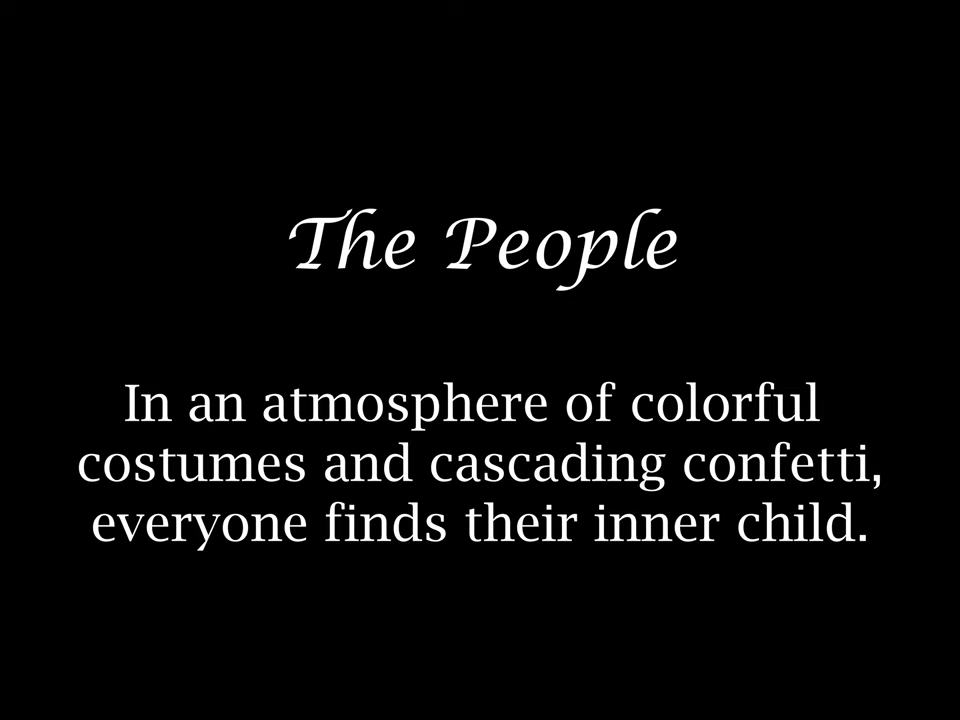 The People
In an atmosphere of colorful
costumes and cascading confetti,
everyone finds their inner child.